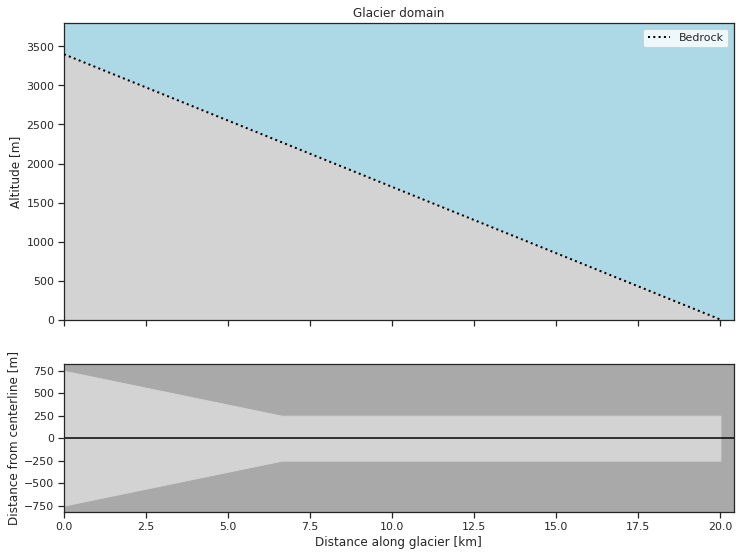 Glacier domain
Bedrock
Altitude [m]
3500
3000
2500
2000
1500
1000
500
0
Distance from centerline [m]
750
500
250
0
−250
−500
−750
0.0 2.5 5.0 7.5 10.0 12.5 15.0 17.5 20.0
Distance along glacier [km]